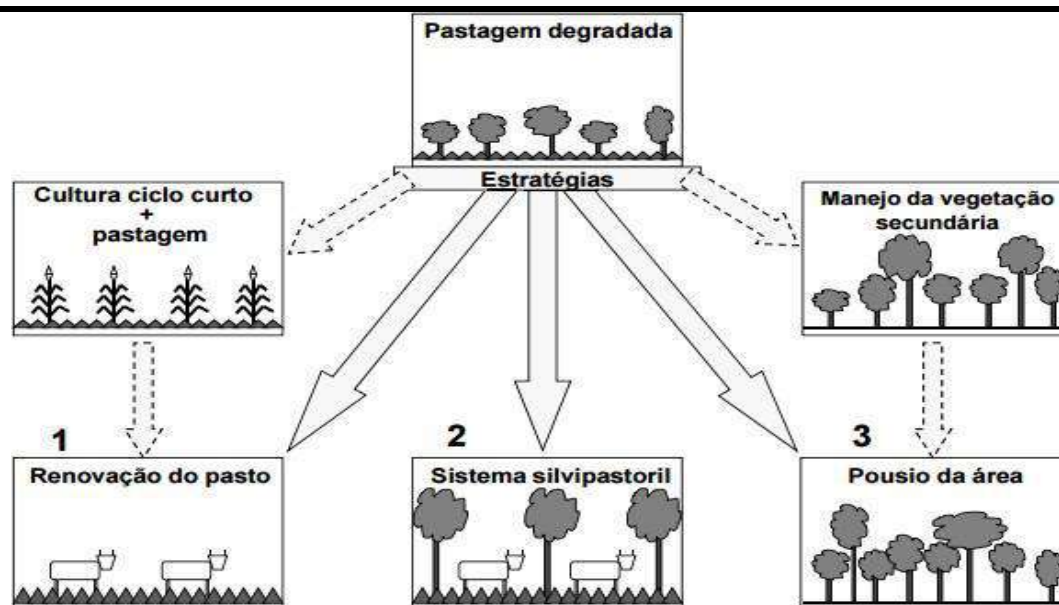 Pastagem degradada
Estratégias
Cultura ciclo curto
+
pastagem
Manejo da vegetação
secundária
1
Renovação do pasto
2
Sistema silvipastoril
3
Pousio da área